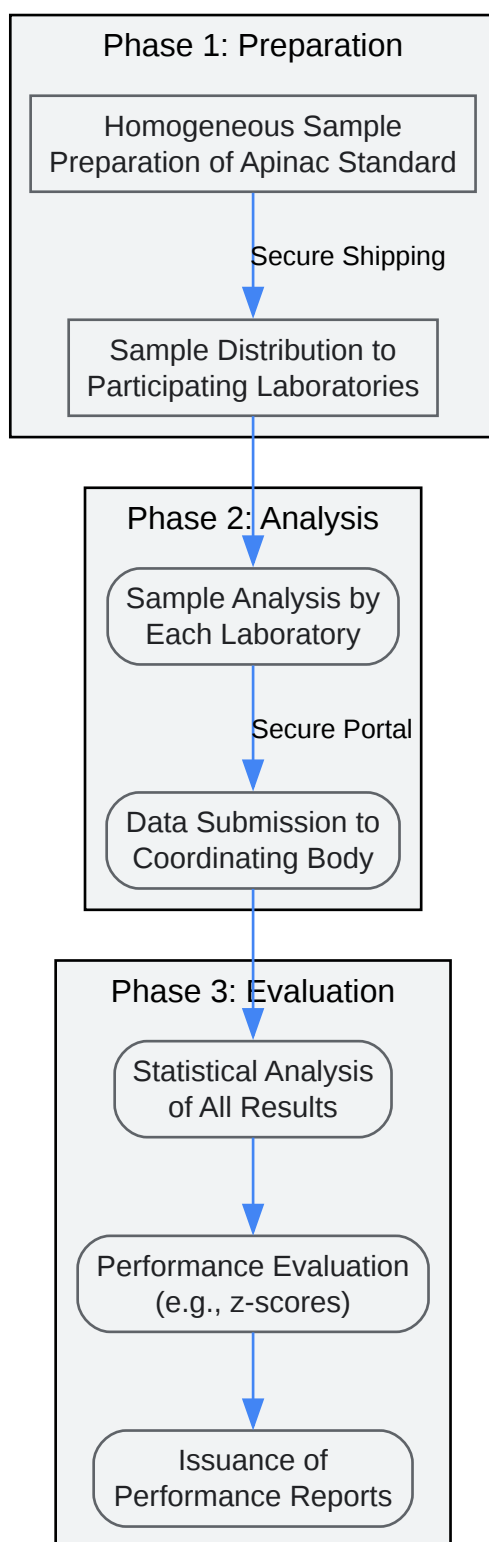 Phase 1: Preparation
Homogeneous Sample
Preparation of Apinac Standard
Secure Shipping
Sample Distribution to
Participating Laboratories
Phase 2: Analysis
Sample Analysis by
Each Laboratory
Secure Portal
Data Submission to
Coordinating Body
Phase 3: Evaluation
Statistical Analysis
of All Results
Performance Evaluation
(e.g., z-scores)
Issuance of
Performance Reports